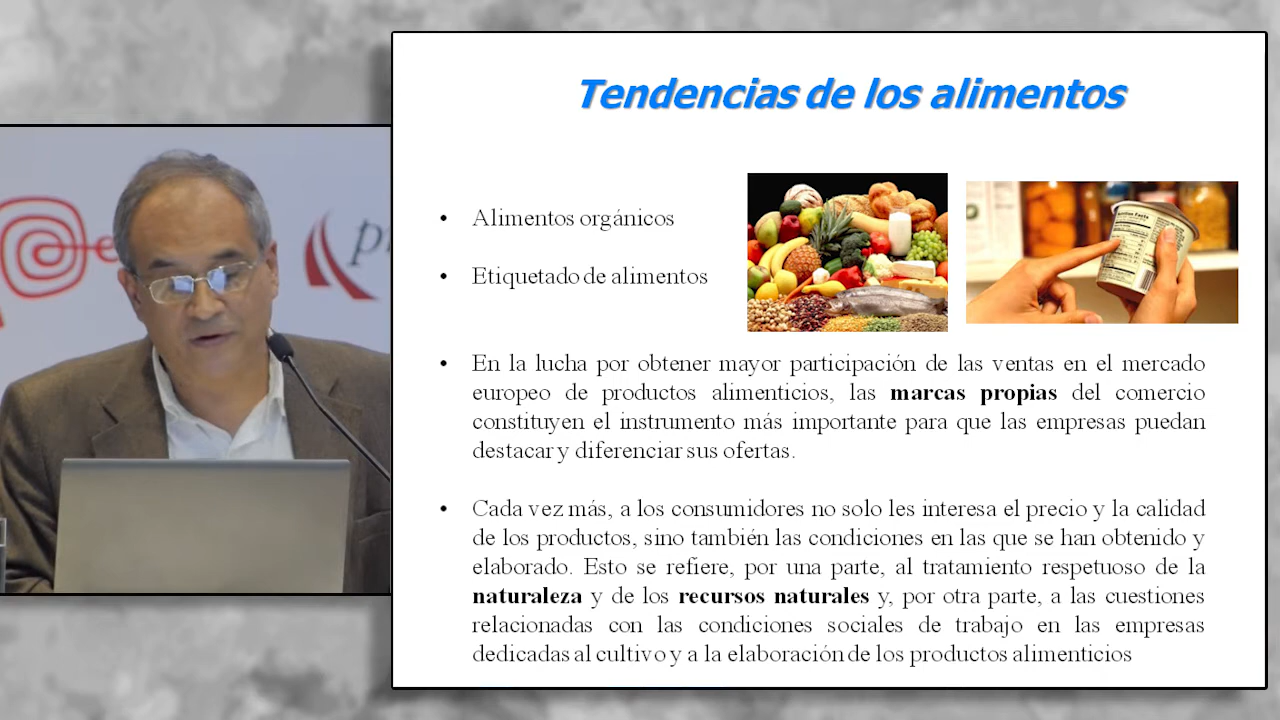 Tendencias de los alimentos
• Alimentos orgánicos
• Etiquetado de alimentos
Nutrition Facts
• En la lucha por obtener mayor participación de las ventas en el mercado
europeo de productos alimenticios, las marcas propias del comercio
constituyen el instrumento más importante para que las empresas puedan
destacar y diferenciar sus ofertas.
• Cada vez más, a los consumidores no solo les interesa el precio y la calidad
de los productos, sino también las condiciones en las que se han obtenido y
elaborado. Esto se refiere, por una parte, al tratamiento respetuoso de la
naturaleza y de los recursos naturales y, por otra parte, a las cuestiones
relacionadas con las condiciones sociales de trabajo en las empresas
dedicadas al cultivo y a la elaboración de los productos alimenticios